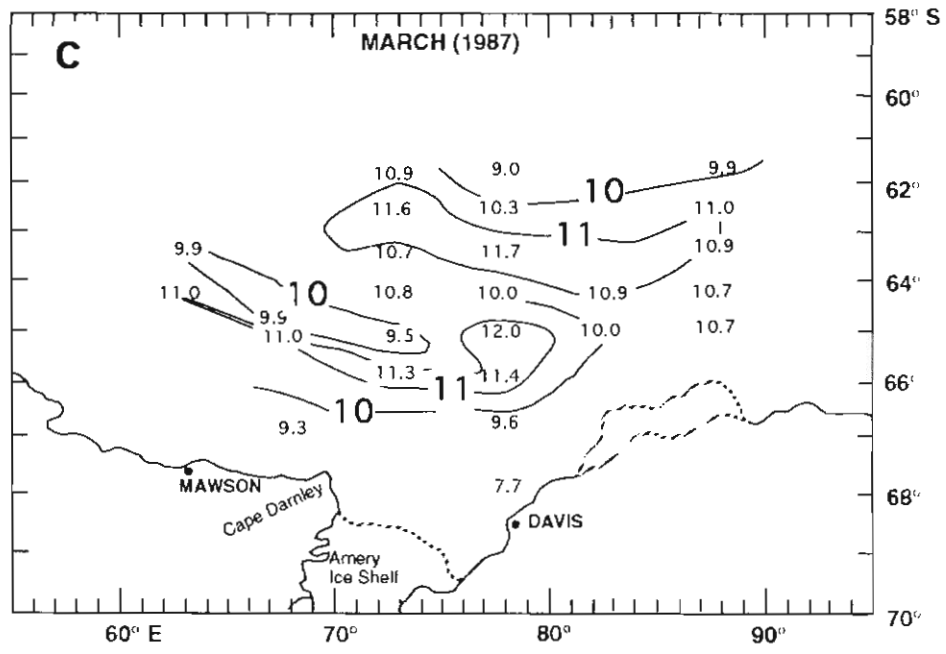 58° S
C
MARCH (1987)
60°
10.9 9.0 9.9
10 62°
11.6 10.3 11.0
11
10.7 11.7 10.9
9.9
64°
11.0 10 10.8 10.0 10.9 10.7
9.9 10.0 10.7
11.0 9.5 12.0
11.3 11.4 66°
11
10
9.3 9.6
MAWSON 7.7
68°
Cape Darnley DAVIS
Amery
Ice Shelf
70°
60° E 70° 80° 90°